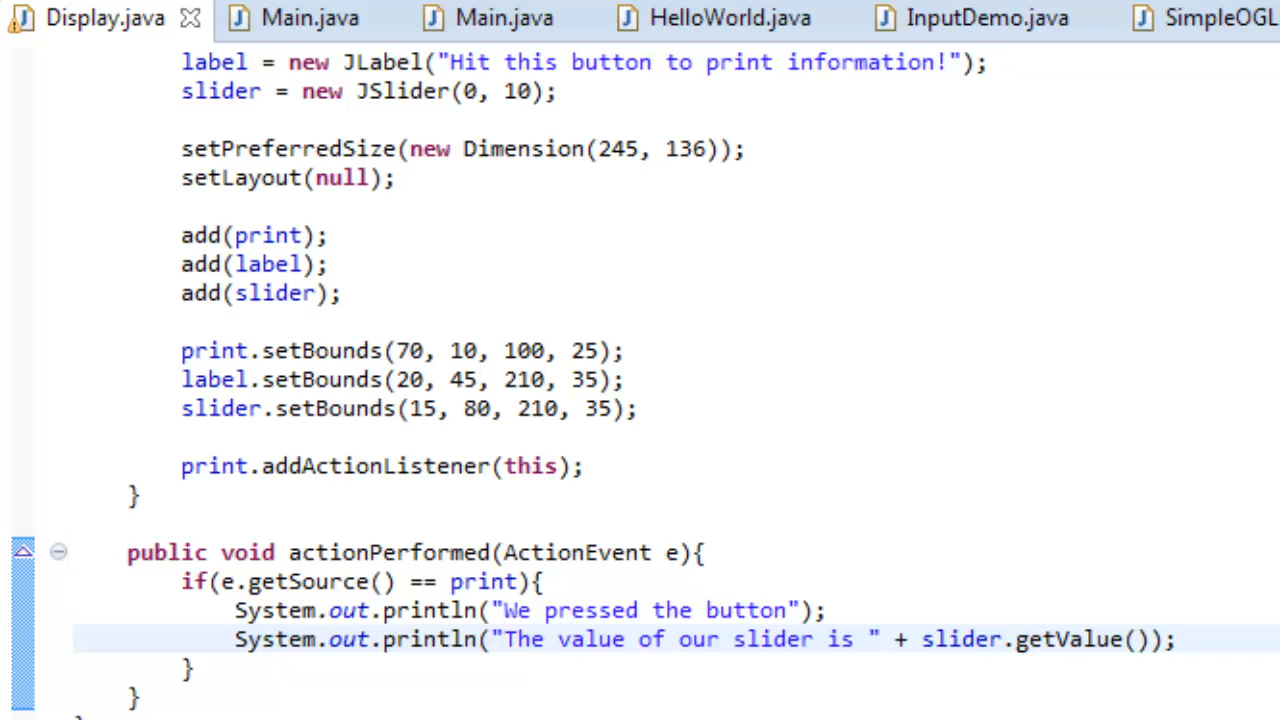 Display.java Main.java Main.java HelloWorld.java InputDemo.java SimpleOGL
label = new JLabel("Hit this button to print information!");
slider = new JSlider(0, 10);
setPreferredSize(new Dimension(245, 136));
setLayout(null);
add(print);
add(label);
add(slider);
print.setBounds(70, 10, 100, 25);
label.setBounds(20, 45, 210, 35);
slider.setBounds(15, 80, 210, 35);
print.addActionListener(this);
}
public void actionPerformed(ActionEvent e){
if(e.getSource() == print){
System.out.println("We pressed the button");
System.out.println("The value of our slider is " + slider.getValue());
}
}